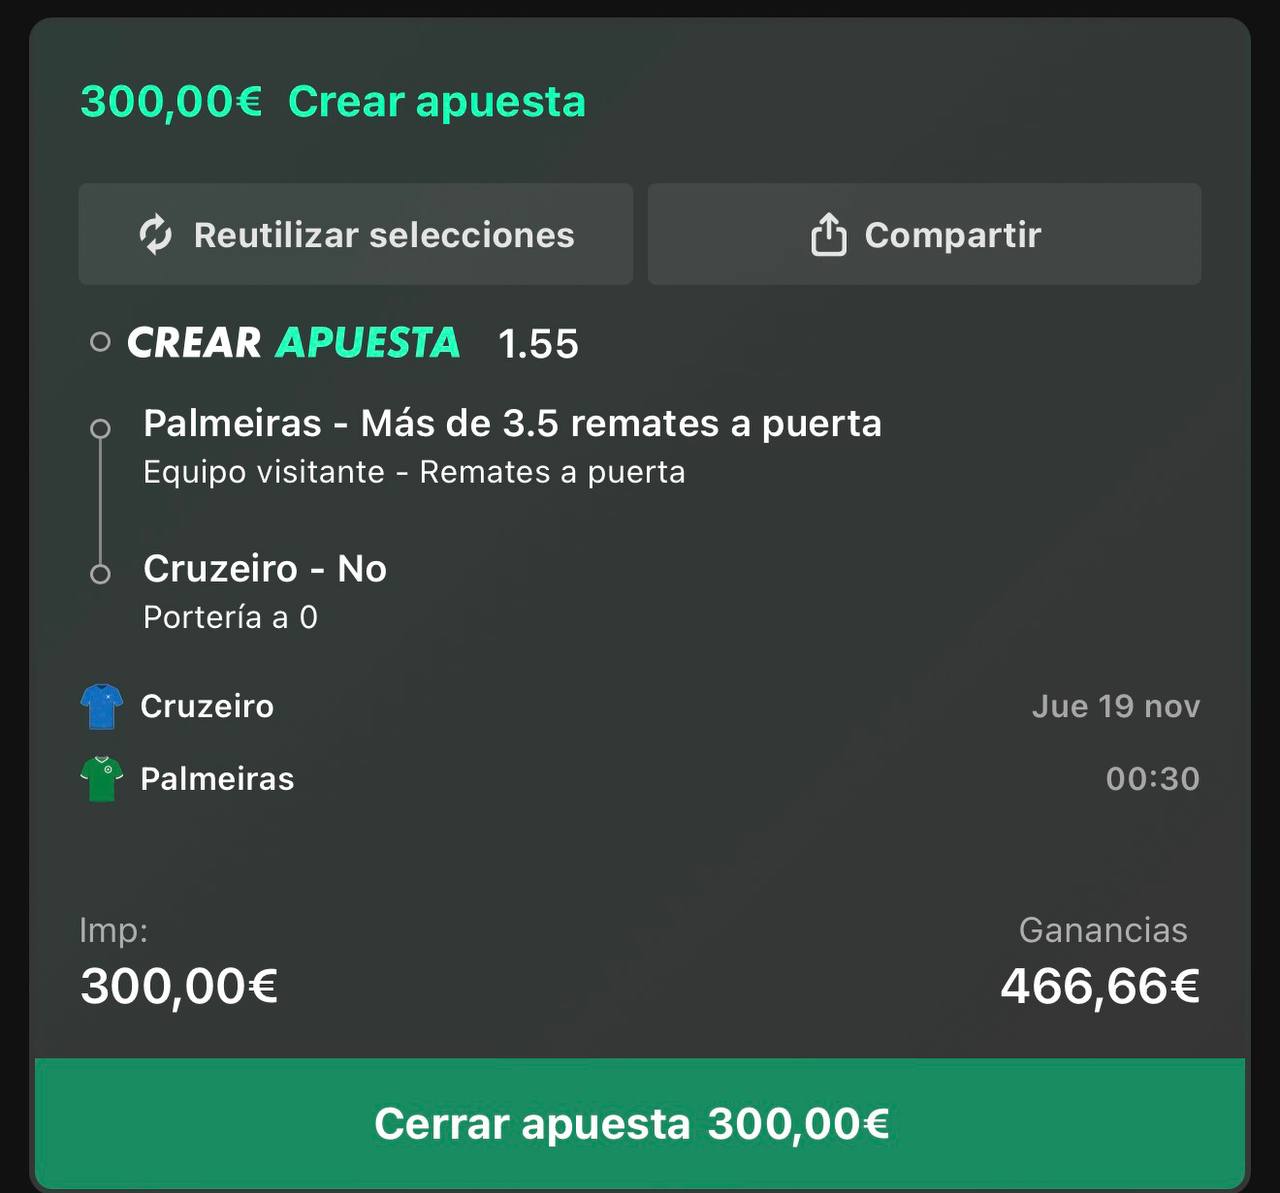 300,00€ Crear apuesta
Reutilizar selecciones
Compartir
CREAR APUESTA 1.55
Palmeiras - Más de 3.5 remates a puerta
Equipo visitante - Remates a puerta
Cruzeiro - No
Portería a 0
Cruzeiro
Jue 19 nov
Palmeiras
00:30
Imp:
Ganancias
300,00€
466,66€
Cerrar apuesta 300,00€